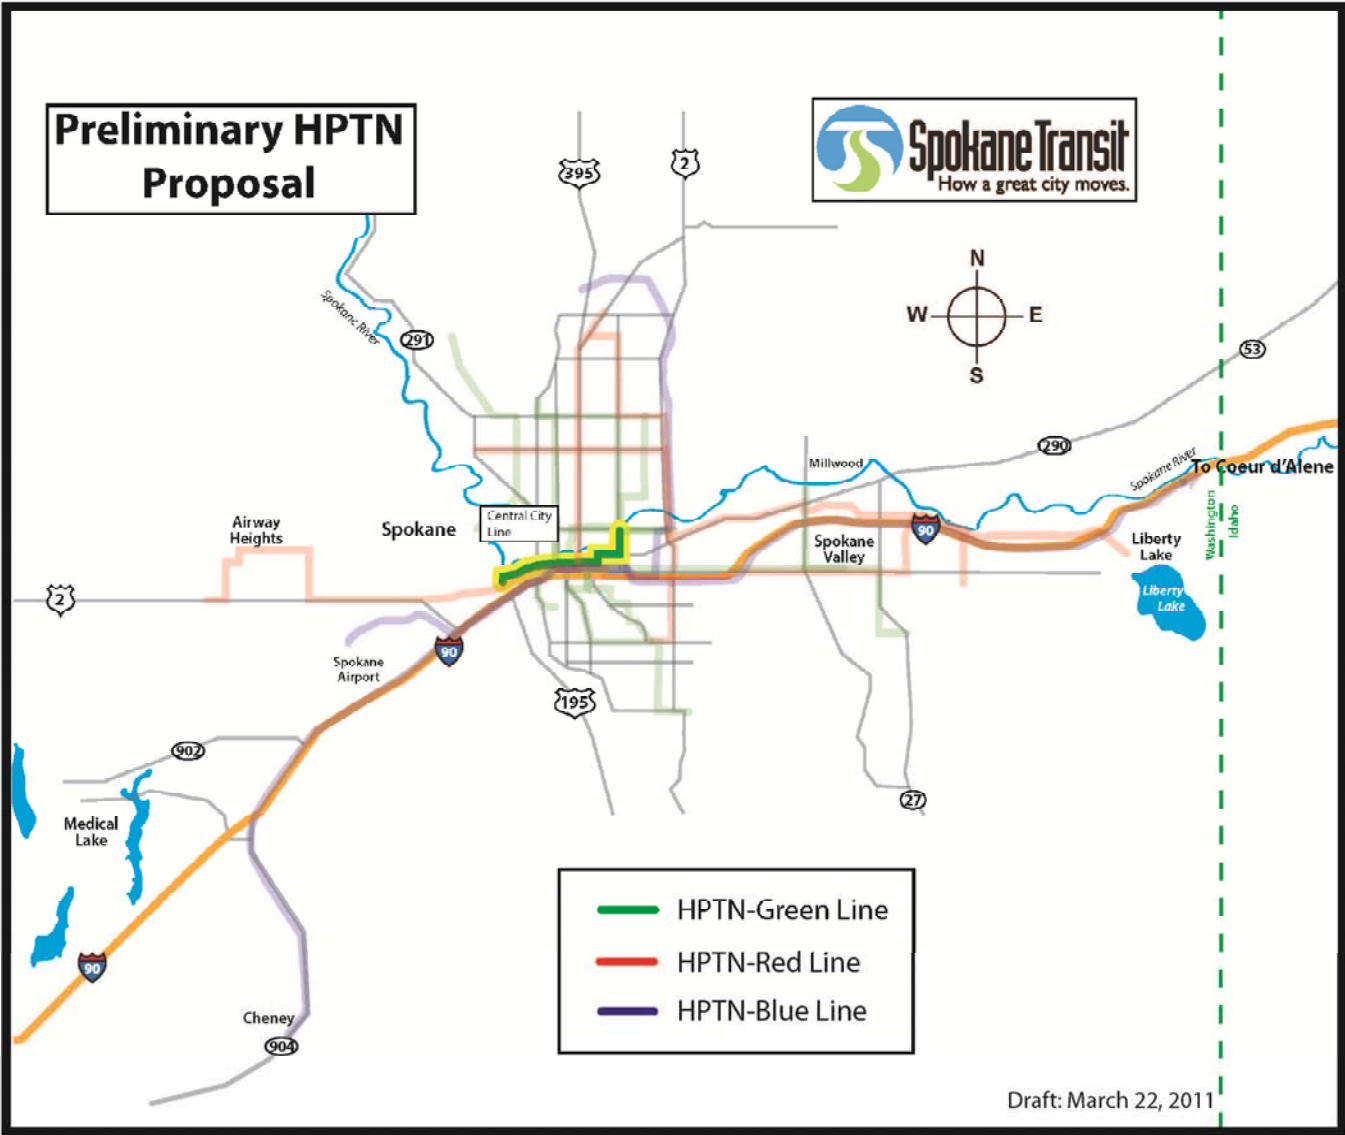 Preliminary HPTN
Proposal
Spokane Transit
How a great city moves.
395
2
N
W
E
S
Spokane River
291
53
290
Millwood
Spokane River
To Coeur d'Alene
Washington
Idaho
Airway
Heights
Spokane
Central City
Line
90
Spokane
Valley
Liberty
Lake
Liberty
Lake
2
90
Spokane
Airport
195
902
27
Medical
Lake
90
Cheney
904
HPTN-Green Line
HPTN-Red Line
HPTN-Blue Line
Draft: March 22, 2011